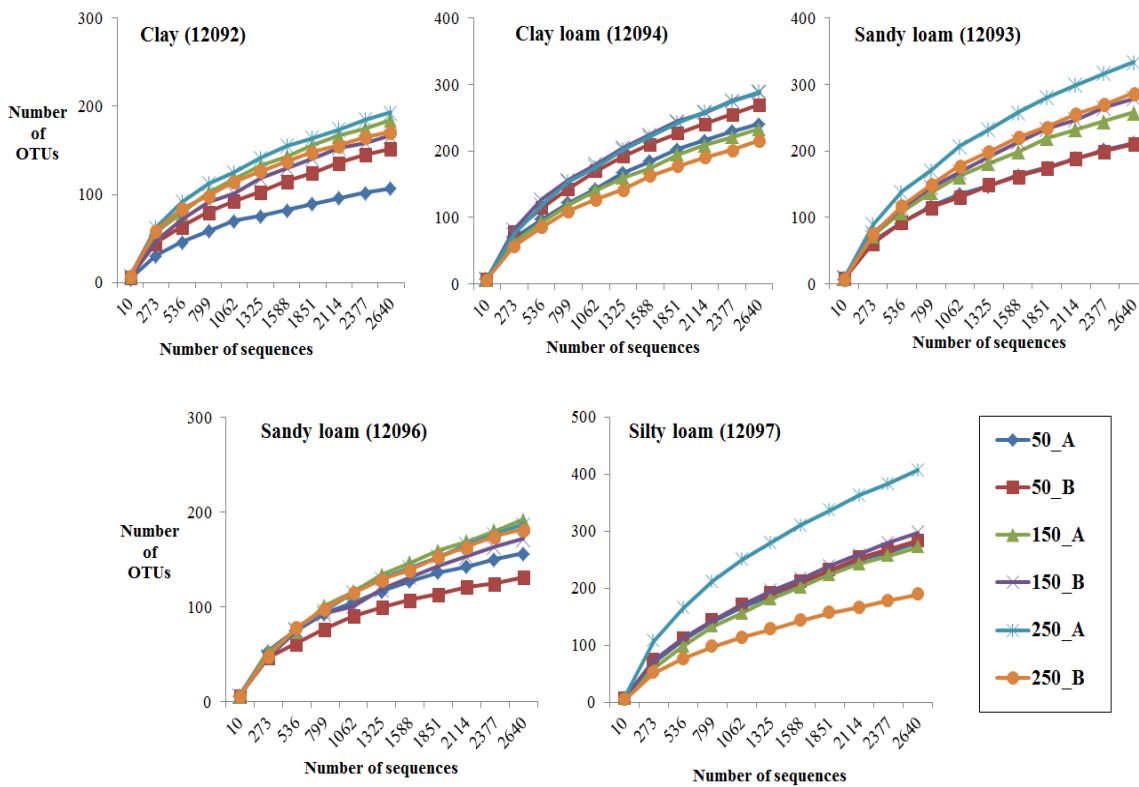 Clay (12092)
Number
of
OTUs
300
200
100
0
10 273 536 799 1062 1325 1588 1851 2114 2377 2640
Number of sequences
Clay loam (12094)
400
300
200
100
0
10 273 536 799 1062 1325 1588 1851 2114 2377 2640
Number of sequences
Sandy loam (12093)
400
300
200
100
0
10 273 536 799 1062 1325 1588 1851 2114 2377 2640
Number of sequences
Sandy loam (12096)
Number
of
OTUs
300
200
100
0
10 273 536 799 1062 1325 1588 1851 2114 2377 2640
Number of sequences
Silty loam (12097)
500
400
300
200
100
0
10 273 536 799 1062 1325 1588 1851 2114 2377 2640
Number of sequences
50_A
50_B
150_A
150_B
250_A
250_B